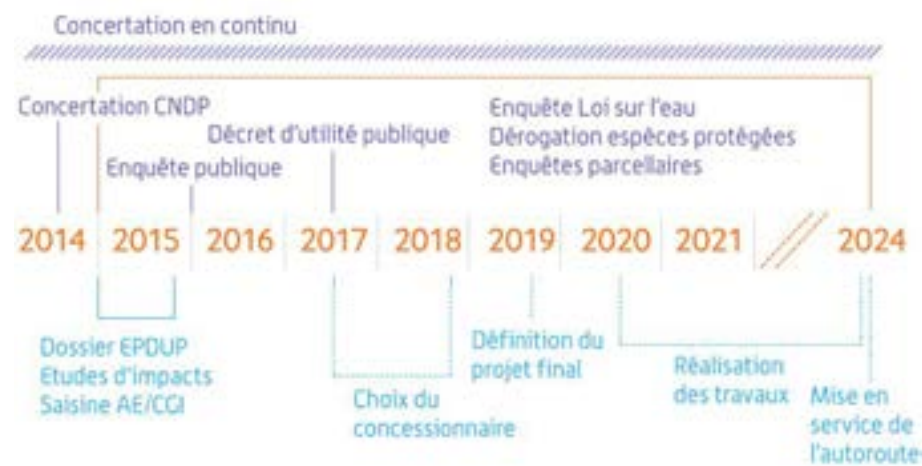 Concertation en continu
Concertation CNDP
Décret d'utilité publique
Enquête publique
Enquête Loi sur l'eau
Dérogation espèces protégées
Enquêtes parcellaires
2014 2015 2016 2017 2018 2019 2020 2021 // 2024
Dossier EPDUP
Etudes d'impacts
Saisine AE/CGI
Choix du
concessionnaire
Définition du
projet final
Réalisation
des travaux
Mise en
service de
l'autoroute